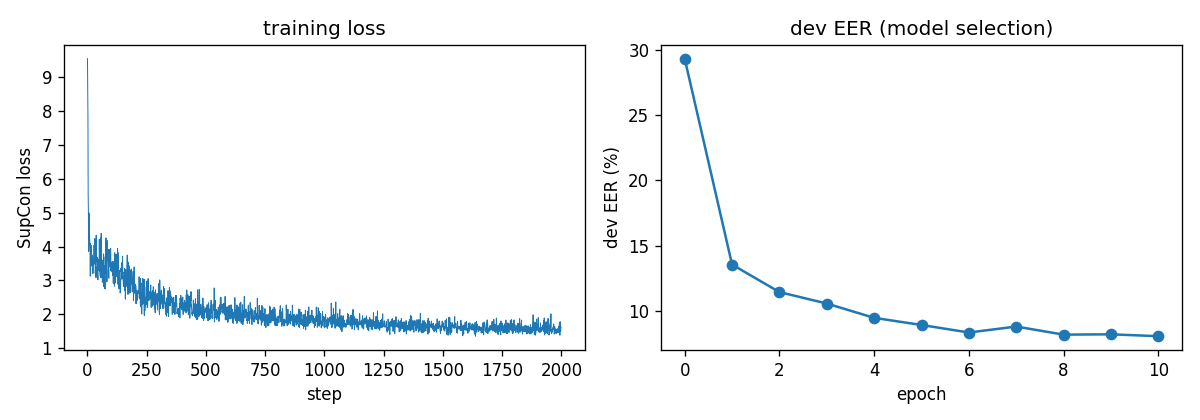 training loss
SupCon loss
9
8
7
6
5
4
3
2
1
0 250 500 750 1000 1250 1500 1750 2000
step
dev EER (model selection)
dev EER (%)
30
25
20
15
10
0 2 4 6 8 10
epoch